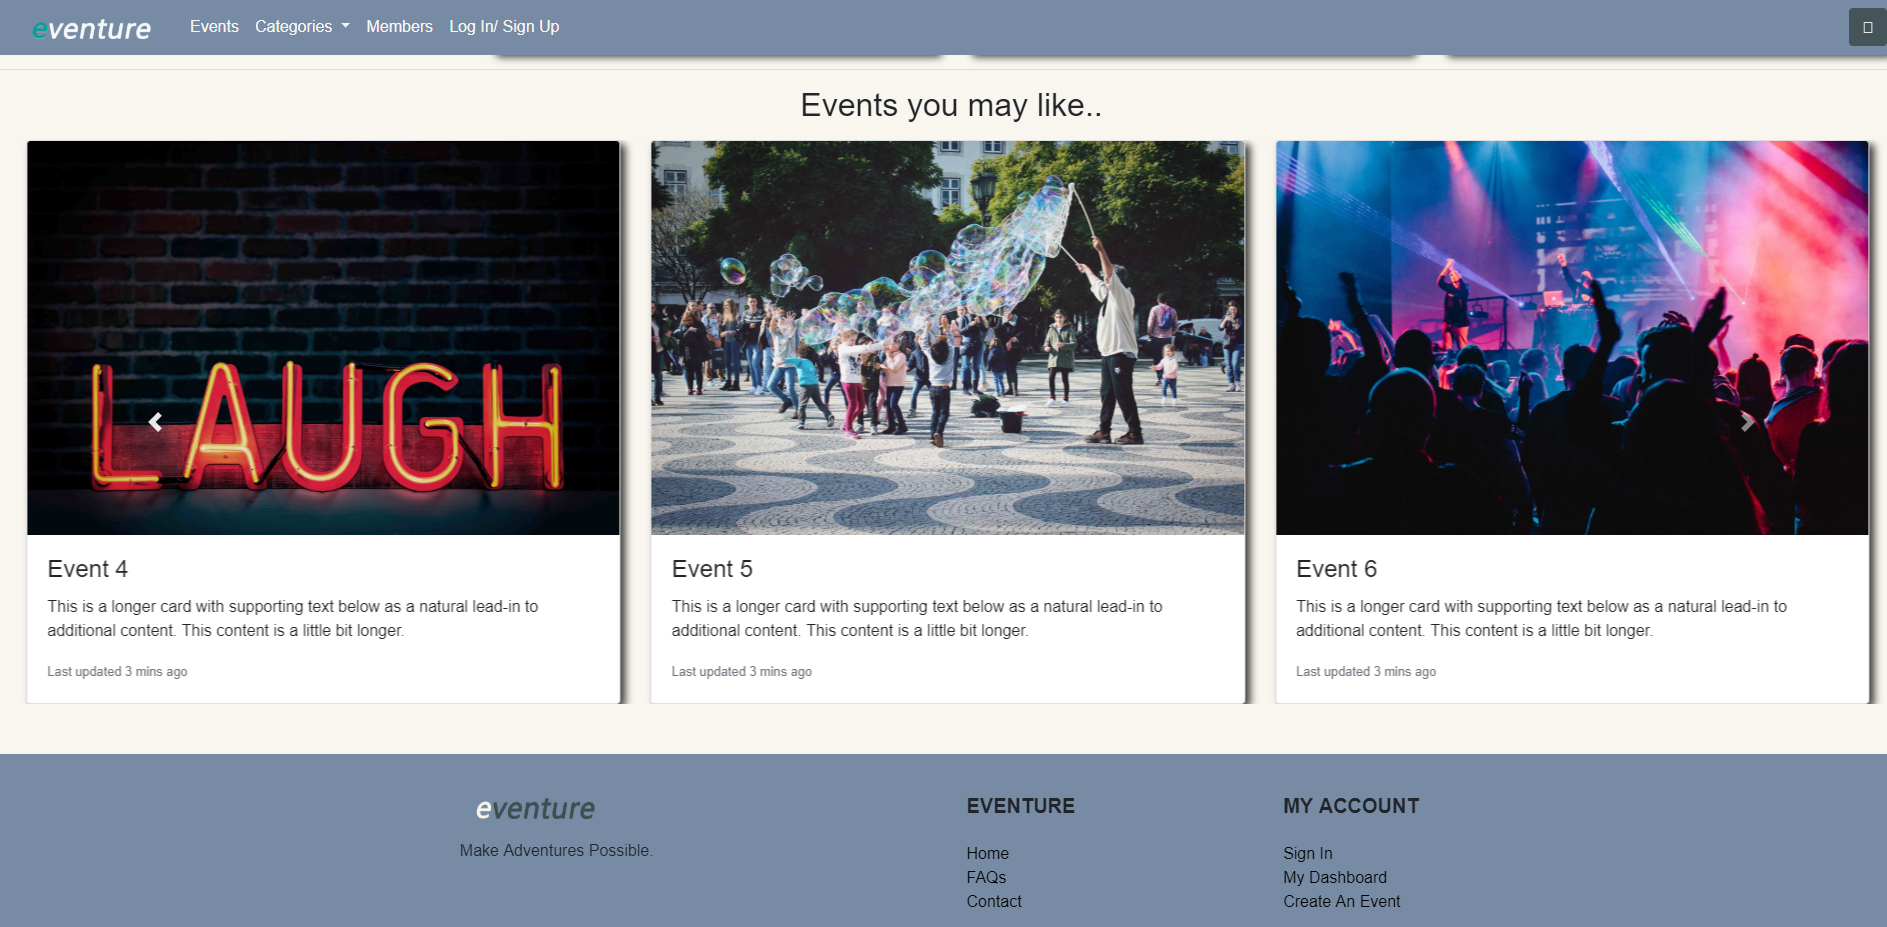 eventure Events Categories Members Log In/ Sign Up
Events you may like..
LAUGH
Event 4
This is a longer card with supporting text below as a natural lead-in to
additional content. This content is a little bit longer.
Last updated 3 mins ago
Event 5
This is a longer card with supporting text below as a natural lead-in to
additional content. This content is a little bit longer.
Last updated 3 mins ago
Event 6
This is a longer card with supporting text below as a natural lead-in to
additional content. This content is a little bit longer.
Last updated 3 mins ago
eventure
Make Adventures Possible.
EVENTURE
Home
FAQs
Contact
MY ACCOUNT
Sign In
My Dashboard
Create An Event